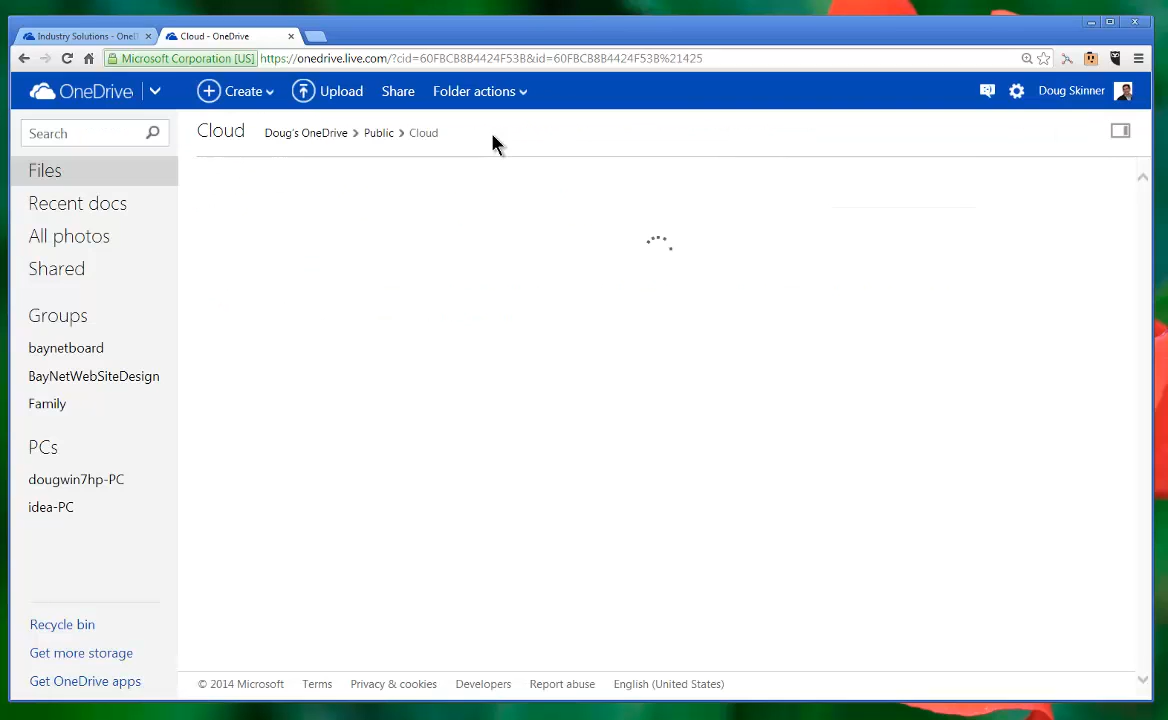 Industry Solutions - OneD
Cloud - OneDrive
Microsoft Corporation [US]
https://onedrive.live.com/?cid=60FBCB8B4424F53B&id=60FBCB8B4424F53B%21425
OneDrive
Create
Upload
Share
Folder actions
Doug Skinner
Search
Cloud
Doug's OneDrive > Public > Cloud
Files
Recent docs
All photos
Shared
Groups
baynetboard
BayNetWebSiteDesign
Family
PCs
dougwin7hp-PC
idea-PC
Recycle bin
Get more storage
Get OneDrive apps
© 2014 Microsoft
Terms
Privacy & cookies
Developers
Report abuse
English (United States)